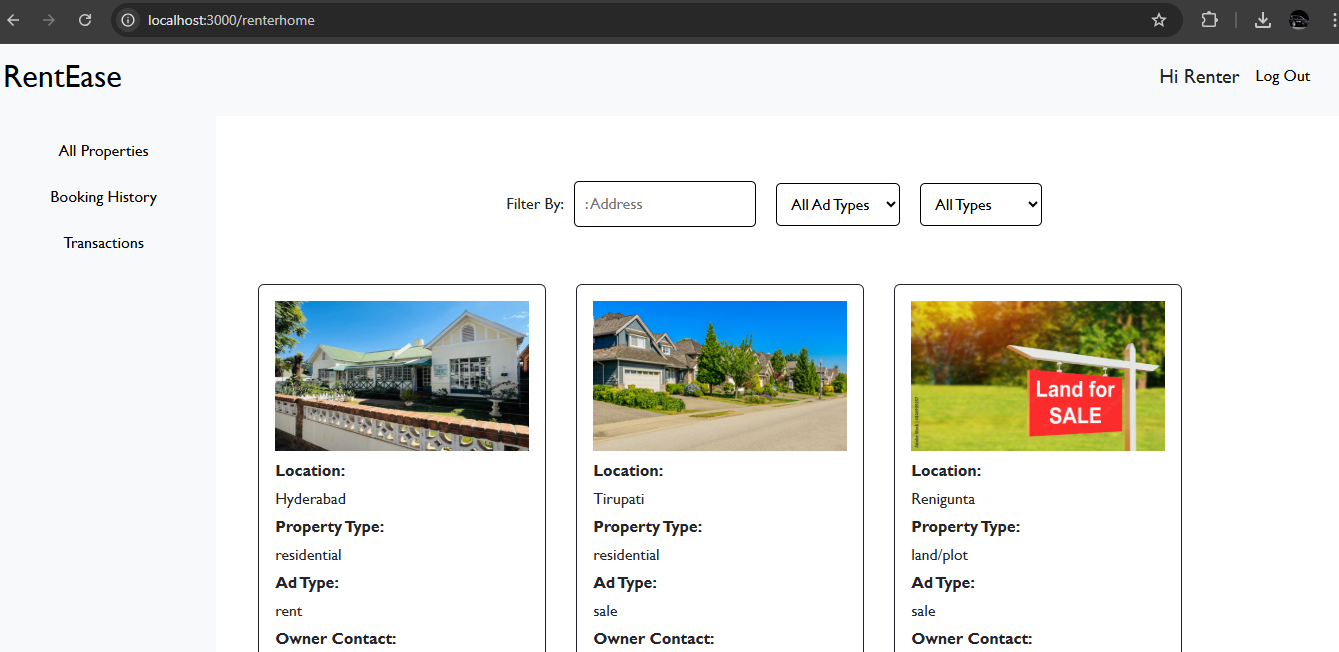 localhost:3000/renterhome
RentEase
Hi Renter Log Out
All Properties
Booking History
Transactions
Filter By: :Address All Ad Types All Types
Land for
SALE
Location:
Hyderabad
Property Type:
residential
Ad Type:
rent
Owner Contact:
Location:
Tirupati
Property Type:
residential
Ad Type:
sale
Owner Contact:
Location:
Renigunta
Property Type:
land/plot
Ad Type:
sale
Owner Contact: